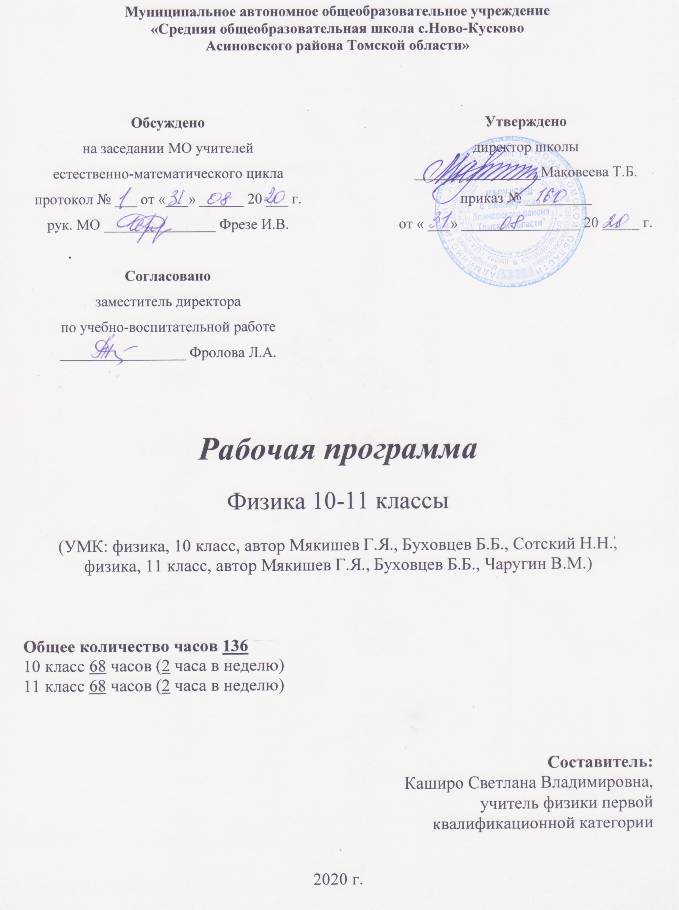 Муниципальное автономное общеобразовательное учреждение
«Средняя общеобразовательная школа с.Ново-Кусково
Асиновского района Томской области»
Обсуждено
на заседании МО учителей
естественно-математического цикла
протокол № 1 от «31» 08 2020 г.
рук. МО Фрезе И.В.
Утверждено
директор школы
Маковеева Т.Б.
приказ № 160
от « 31» 08 20 20 г.
Согласовано
заместитель директора
по учебно-воспитательной работе
Фролова Л.А.
Рабочая программа
Физика 10-11 классы
(УМК: физика, 10 класс, автор Мякишев Г.Я., Буховцев Б.Б., Сотский Н.Н.,
физика, 11 класс, автор Мякишев Г.Я., Буховцев Б.Б., Чаругин В.М.)
Общее количество часов 136
10 класс 68 часов (2 часа в неделю)
11 класс 68 часов (2 часа в неделю)
Составитель:
Каширо Светлана Владимировна,
учитель физики первой
квалификационной категории
2020 г.